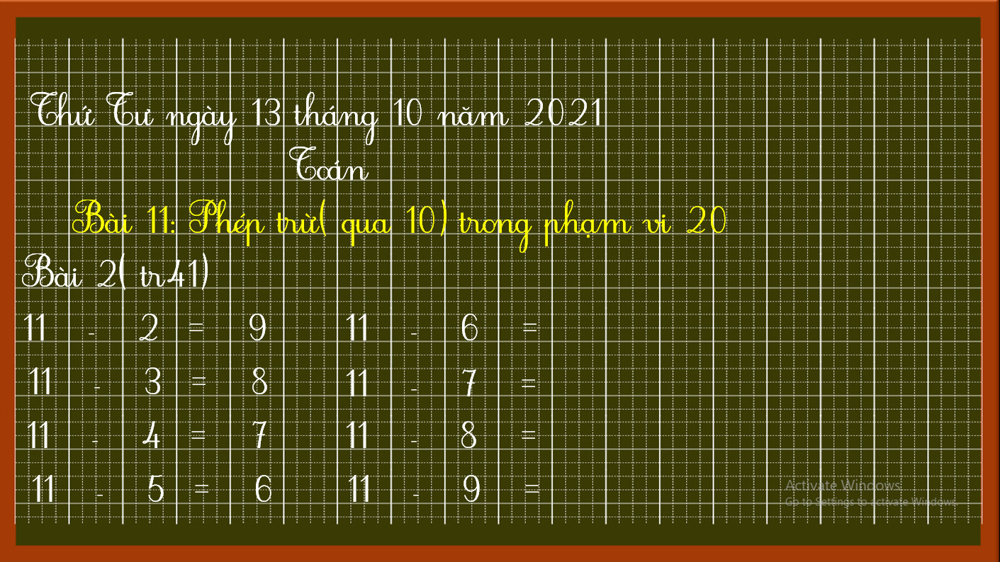 Thứ Tư ngày 13 tháng 10 năm 2021
Toán
Bài 11: Phép trừ( qua 10) trong phạm vi 20
Bài 2( tr41)
11 - 2 = 9 11 - 6 =
11 - 3 = 8 11 - 7 =
11 - 4 = 7 11 - 8 =
11 - 5 = 6 11 - 9 =
Activate Windows
Go to Settings to activate Windows.